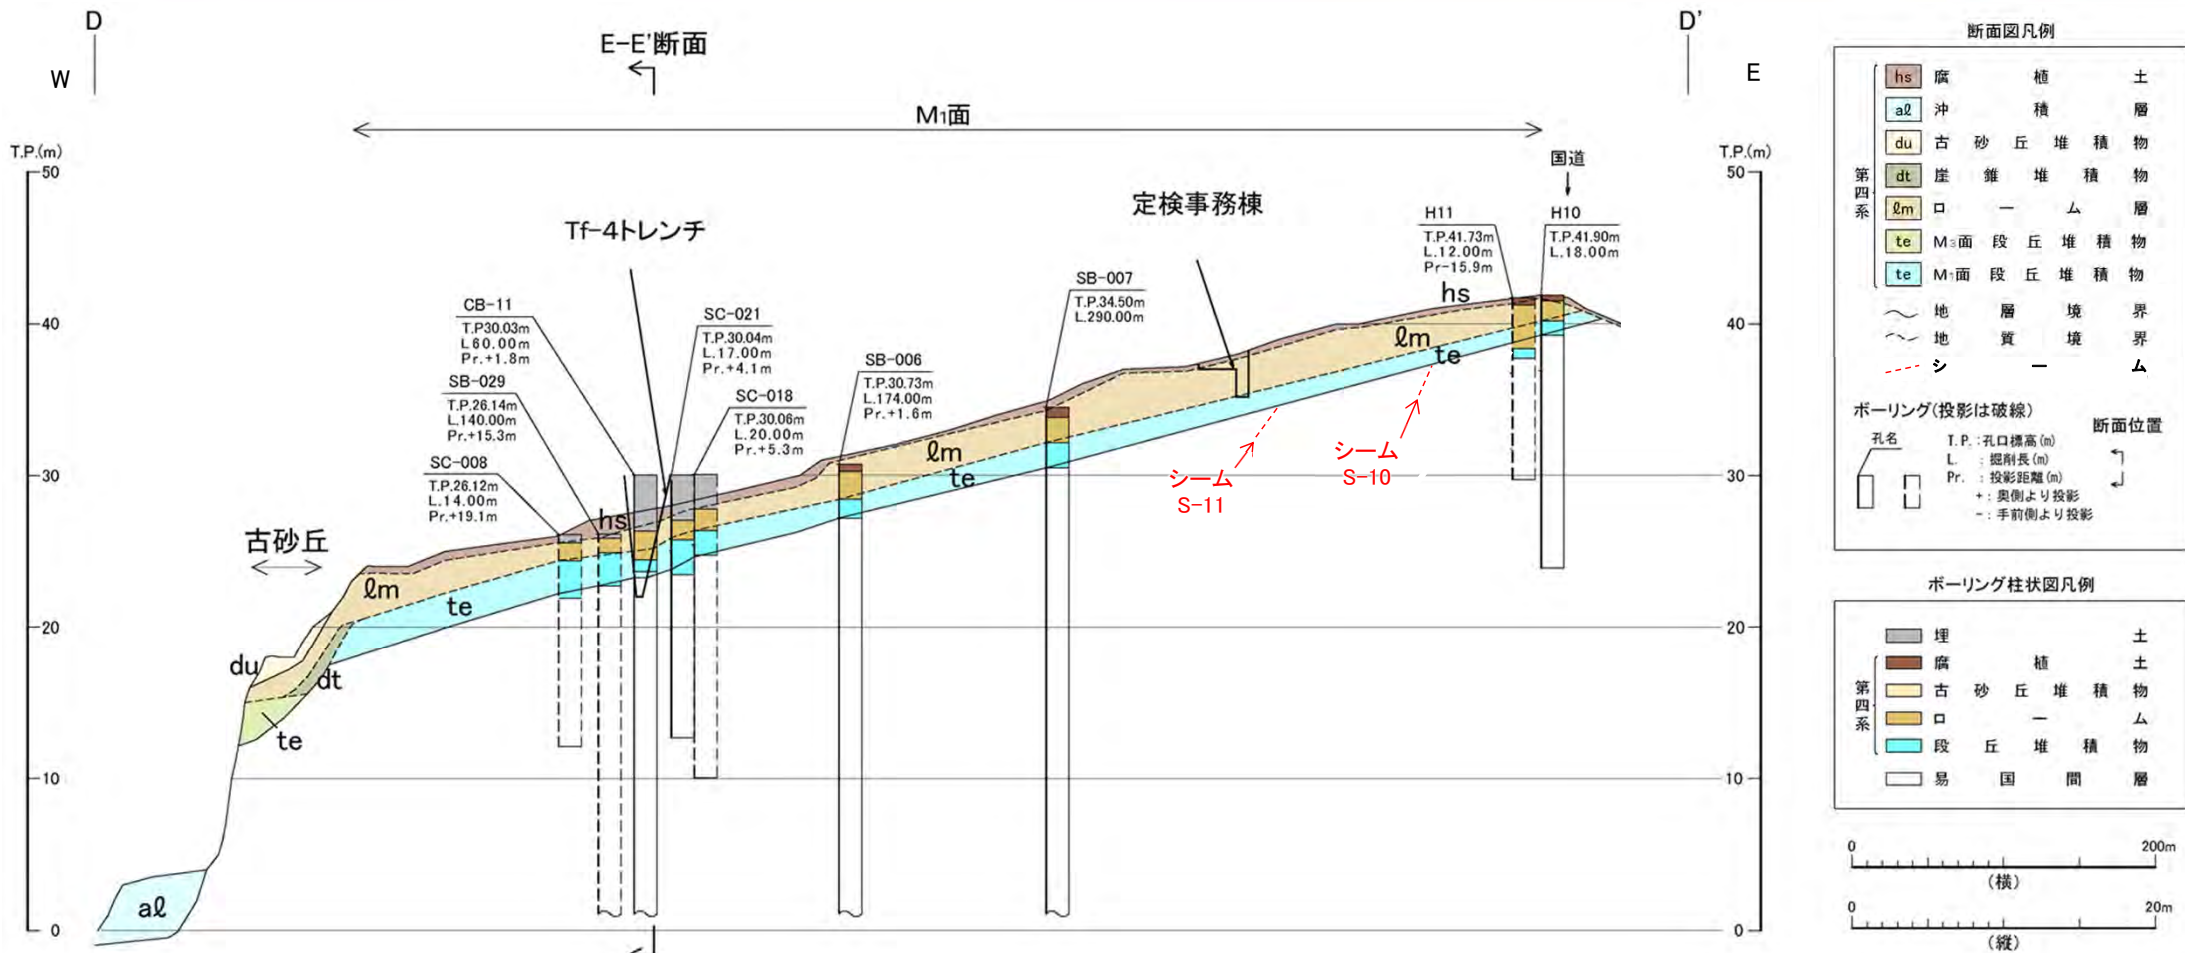 D
D'
W
E
E-E'断面
M1面
T.P.(m)
50
40
30
20
10
0
T.P.(m)
50
40
30
20
10
0
国道
定検事務棟
Tf-4トレンチ
古砂丘
H11
T.P.41.73m
L.12.00m
Pr-15.9m
H10
T.P.41.90m
L.18.00m
SB-007
T.P.34.50m
L.290.00m
CB-11
T.P30.03m
L60.00m
Pr.+1.8m
SC-021
T.P.30.04m
L.17.00m
Pr.+4.1m
SB-006
T.P.30.73m
L.174.00m
Pr.+1.6m
SB-029
T.P.26.14m
L.140.00m
Pr.+15.3m
SC-018
T.P.30.06m
L.20.00m
Pr.+5.3m
SC-008
T.P.26.12m
L.14.00m
Pr.+19.1m
hs
ℓm
te
hs
ℓm
te
ℓm
te
du
dt
te
aℓ
シーム
S-11
シーム
S-10
断面図凡例
第四系
hs 腐植土
aℓ 沖積層
du 古砂丘堆積物
dt 崖錐堆積物
ℓm ローム層
te M3面段丘堆積物
te M1面段丘堆積物
地層境界
地質境界
シーム
ボーリング(投影は破線)
断面位置
孔名
T.P.:孔口標高(m)
L. :掘削長(m)
Pr. :投影距離(m)
+:奥側より投影
-:手前側より投影
ボーリング柱状図凡例
埋土
第四系
腐植土
古砂丘堆積物
ローム
段丘堆積物
易国間層
0 200m
(横)
0 20m
(縦)